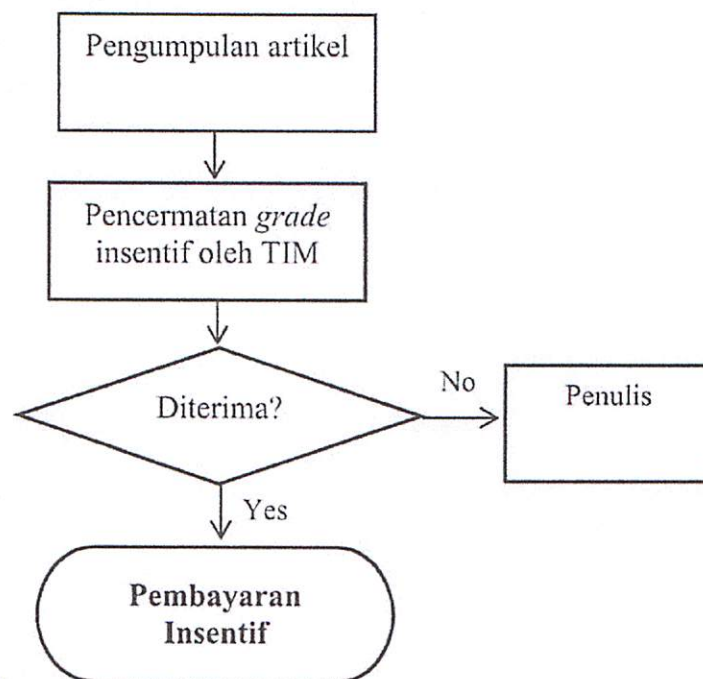 Pengumpulan artikel
Pencermatan grade
insentif oleh TIM
Diterima?
No
Penulis
Yes
Pembayaran
Insentif